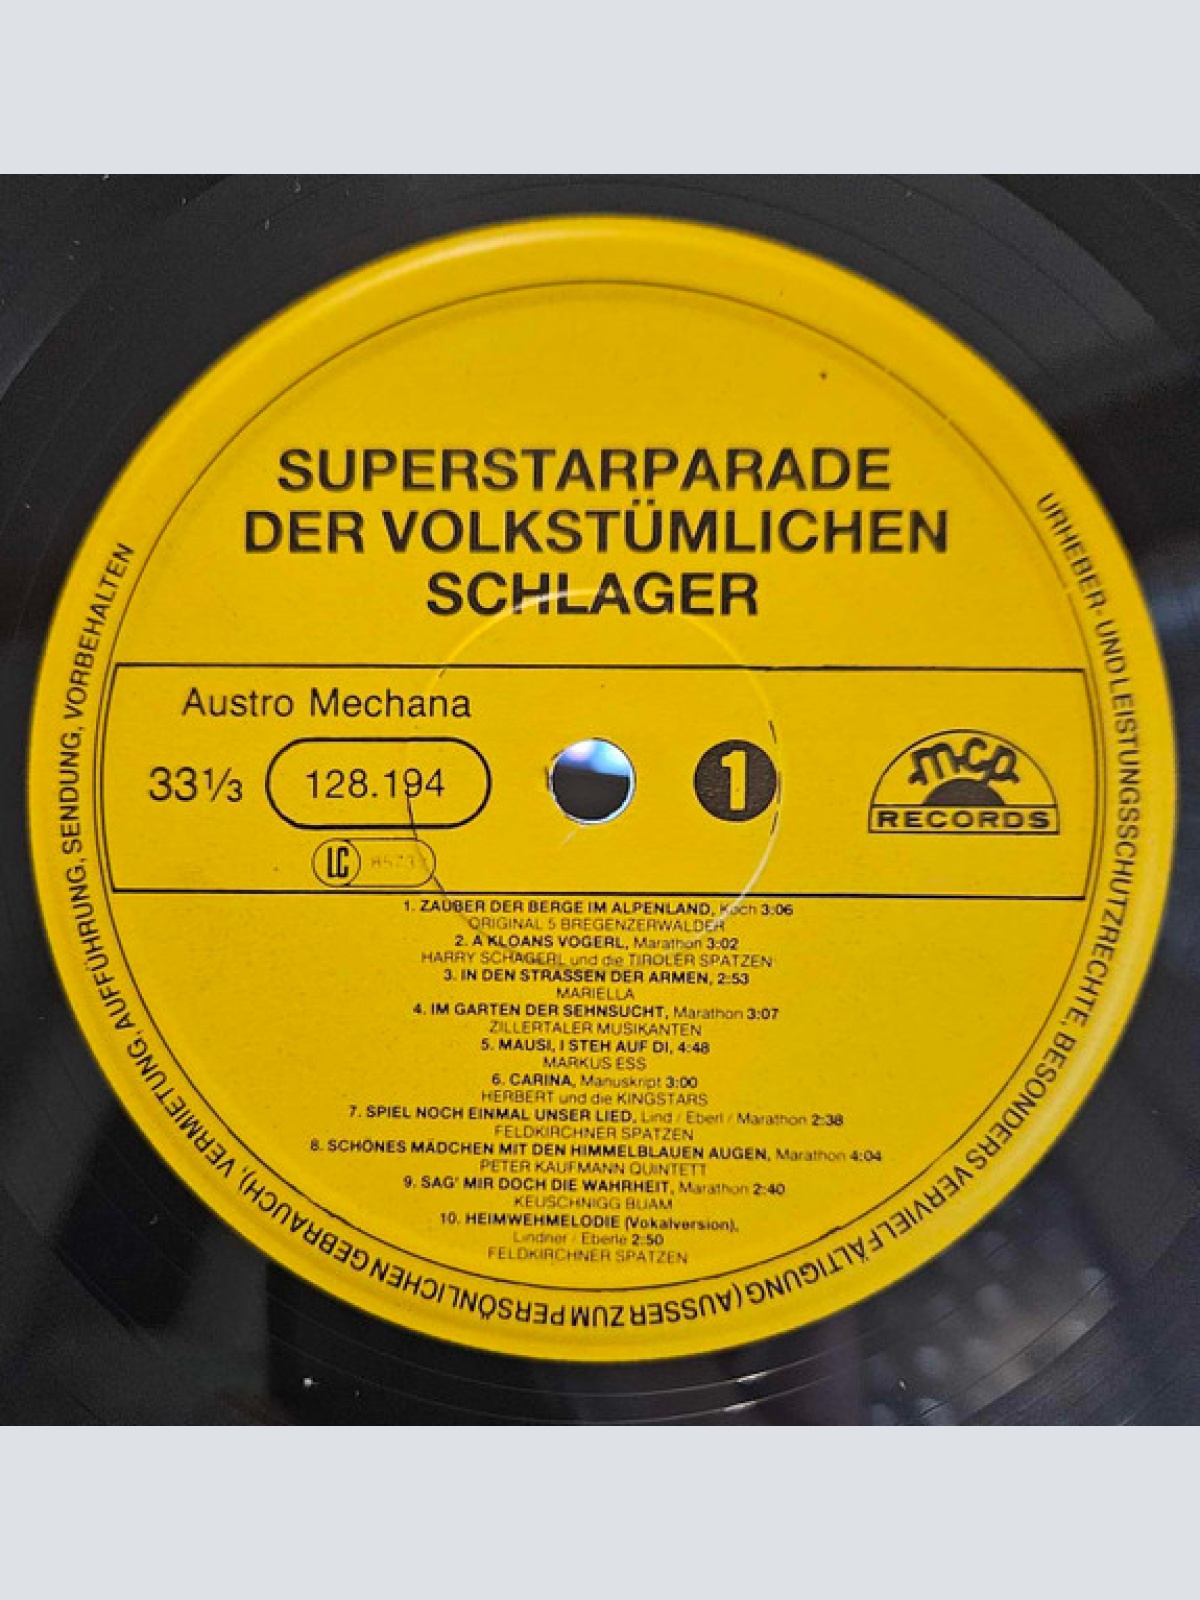 SUPERSTARPARADE
DER VOLKSTÜMLICHEN
SCHLAGER
Austro Mechana
33⅓ 128.194 1 mcp
RECORDS
LC
1. ZAUBER DER BERGE IM ALPENLAND, Koch 3:06
ORIGINAL 5 BREGENZERWÄLDER
2. A KLOANS VOGERL, Marathon 3:02
HARRY SCHAGERL und die TIROLER SPATZEN
3. IN DEN STRASSEN DER ARMEN, 2:53
MARIELLA
4. IM GARTEN DER SEHNSUCHT, Marathon 3:07
ZILLERTALER MUSIKANTEN
5. MAUSI, I STEH AUF DI, 4:48
MARKUS ESS
6. CARINA, Manuskript 3:00
HERBERT und die KINGSTARS
7. SPIEL NOCH EINMAL UNSER LIED, Lind / Eberl / Marathon 2:38
FELDKIRCHNER SPATZEN
8. SCHÖNES MÄDCHEN MIT DEN HIMMELBLAUEN AUGEN, Marathon 4:04
PETER KAUFMANN QUINTETT
9. SAG' MIR DOCH DIE WAHRHEIT, Marathon 2:40
KEUSCHNIGG BUAM
10. HEIMWEHMELODIE (Vokalversion),
Lindner / Eberle 2:50
FELDKIRCHNER SPATZEN
URHEBER- UND LEISTUNGSSCHUTZRECHTE, BESONDERS VERVIELFÄLTIGUNG (AUSSER ZUM PERSÖNLICHEN GEBRAUCH), VERMIETUNG, AUFFÜHRUNG, SENDUNG, VORBEHALTEN